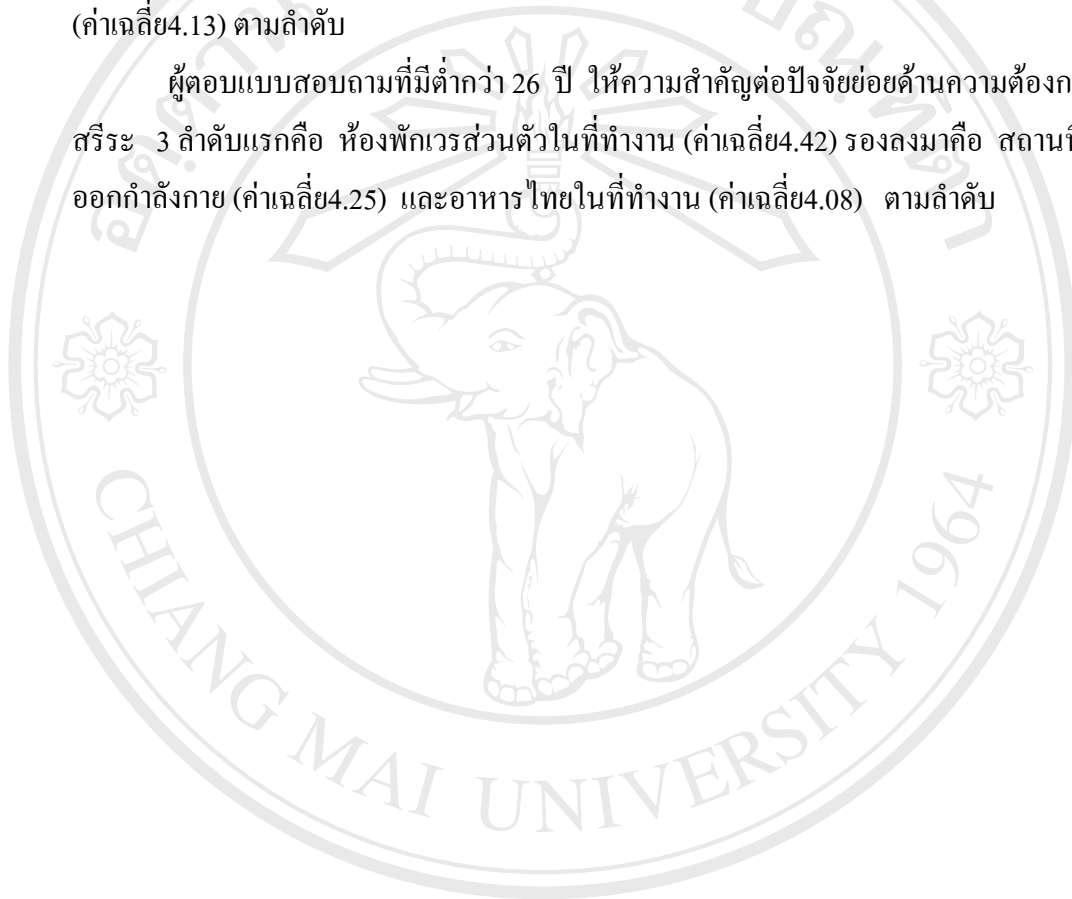 (ค่าเฉลี่ย4.13) ตามลำดับ
ผู้ตอบแบบสอบถามที่มีต่ำกว่า 26 ปี ให้ความสำคัญต่อปัจจัยย่อยด้านความต้องก
สรีระ 3 ลำดับแรกคือ ห้องพักเวรส่วนตัวในที่ทำงาน (ค่าเฉลี่ย4.42) รองลงมาคือ สถานที
ออกกำลังกาย (ค่าเฉลี่ย4.25) และอาหารไทยในที่ทำงาน (ค่าเฉลี่ย4.08) ตามลำดับ
CHIANG MAI UNIVERSITY 1964